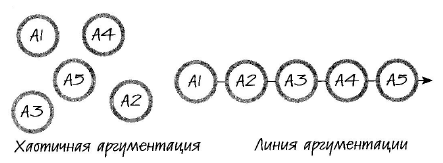 A1
A4
A5
A3
A2
A1 A2 A3 A4 A5
Хаотичная аргументация
Линия аргументации